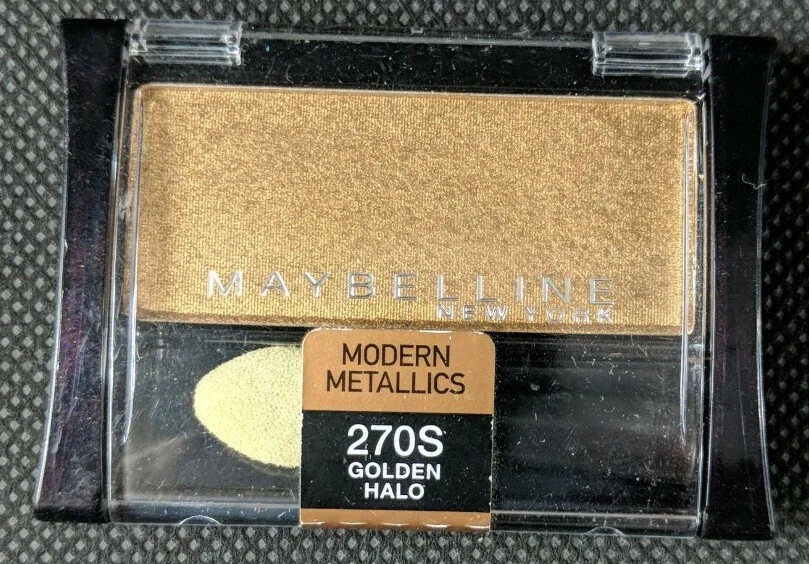 MAYBELLINE
NEW YORK
MODERN
METALLICS
270S
GOLDEN
HALO